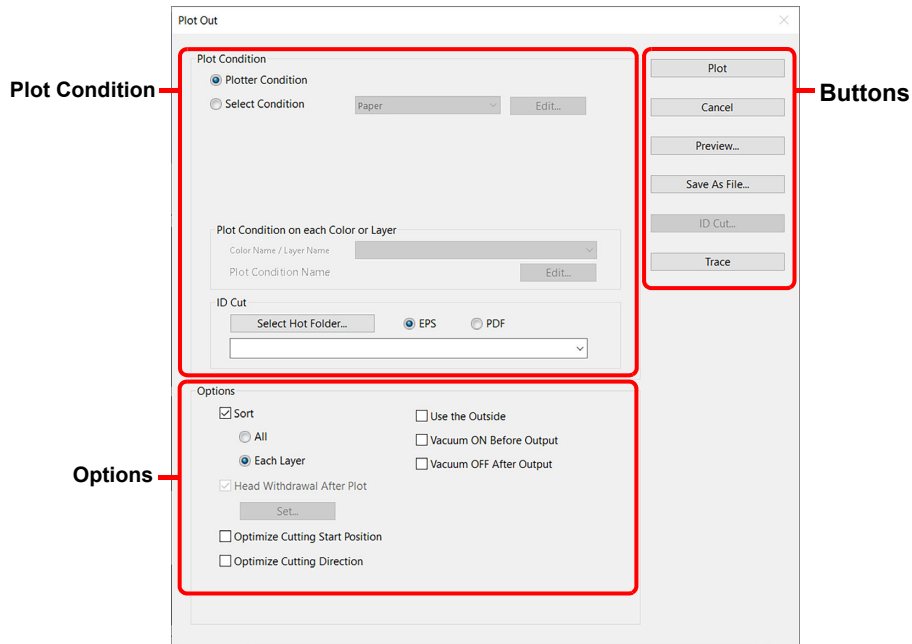 Plot Out
Plot Condition
Plot Condition
Plotter Condition
Select Condition
Paper
Edit...
Plot Condition on each Color or Layer
Color Name / Layer Name
Plot Condition Name
Edit...
ID Cut
Select Hot Folder...
EPS
PDF
Buttons
Plot
Cancel
Preview...
Save As File...
ID Cut...
Trace
Options
Options
Sort
All
Each Layer
Head Withdrawal After Plot
Set...
Optimize Cutting Start Position
Optimize Cutting Direction
Use the Outside
Vacuum ON Before Output
Vacuum OFF After Output